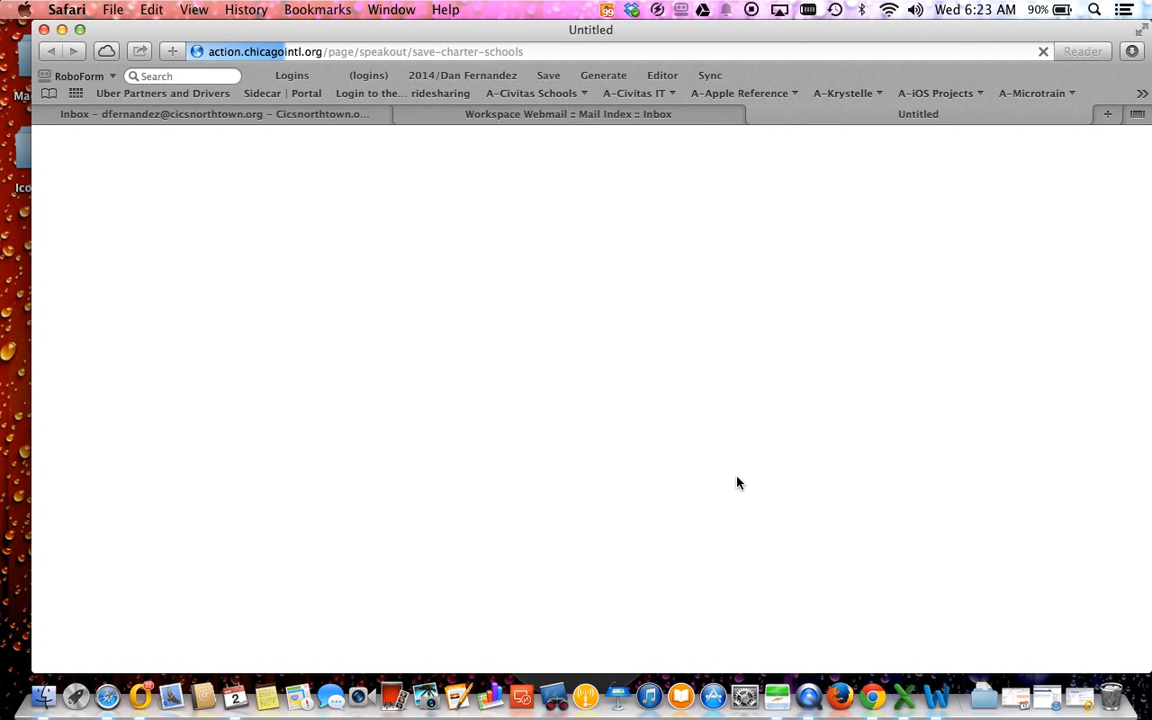 Safari File Edit View History Bookmarks Window Help Wed 6:23 AM 90%
Untitled
action.chicagointl.org/page/speakout/save-charter-schools Reader
RoboForm Search Logins (logins) 2014/Dan Fernandez Save Generate Editor Sync
Uber Partners and Drivers Sidecar | Portal Login to the... ridesharing A-Civitas Schools A-Civitas IT A-Apple Reference A-Krystelle A-iOS Projects A-Microtrain
Inbox – dfernandez@cicsnorthtown.org – Cicsnorthtown.o... Workspace Webmail :: Mail Index :: Inbox Untitled